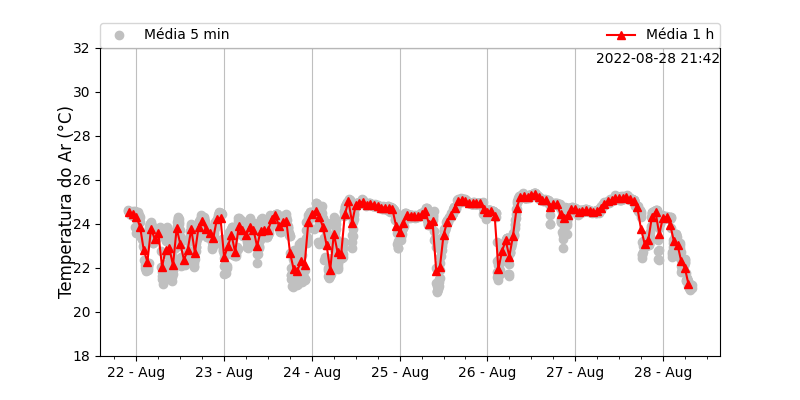 Média 5 min
Média 1 h
2022-08-28 21:42
Temperatura do Ar (°C)
32
30
28
26
24
22
20
18
22 - Aug
23 - Aug
24 - Aug
25 - Aug
26 - Aug
27 - Aug
28 - Aug